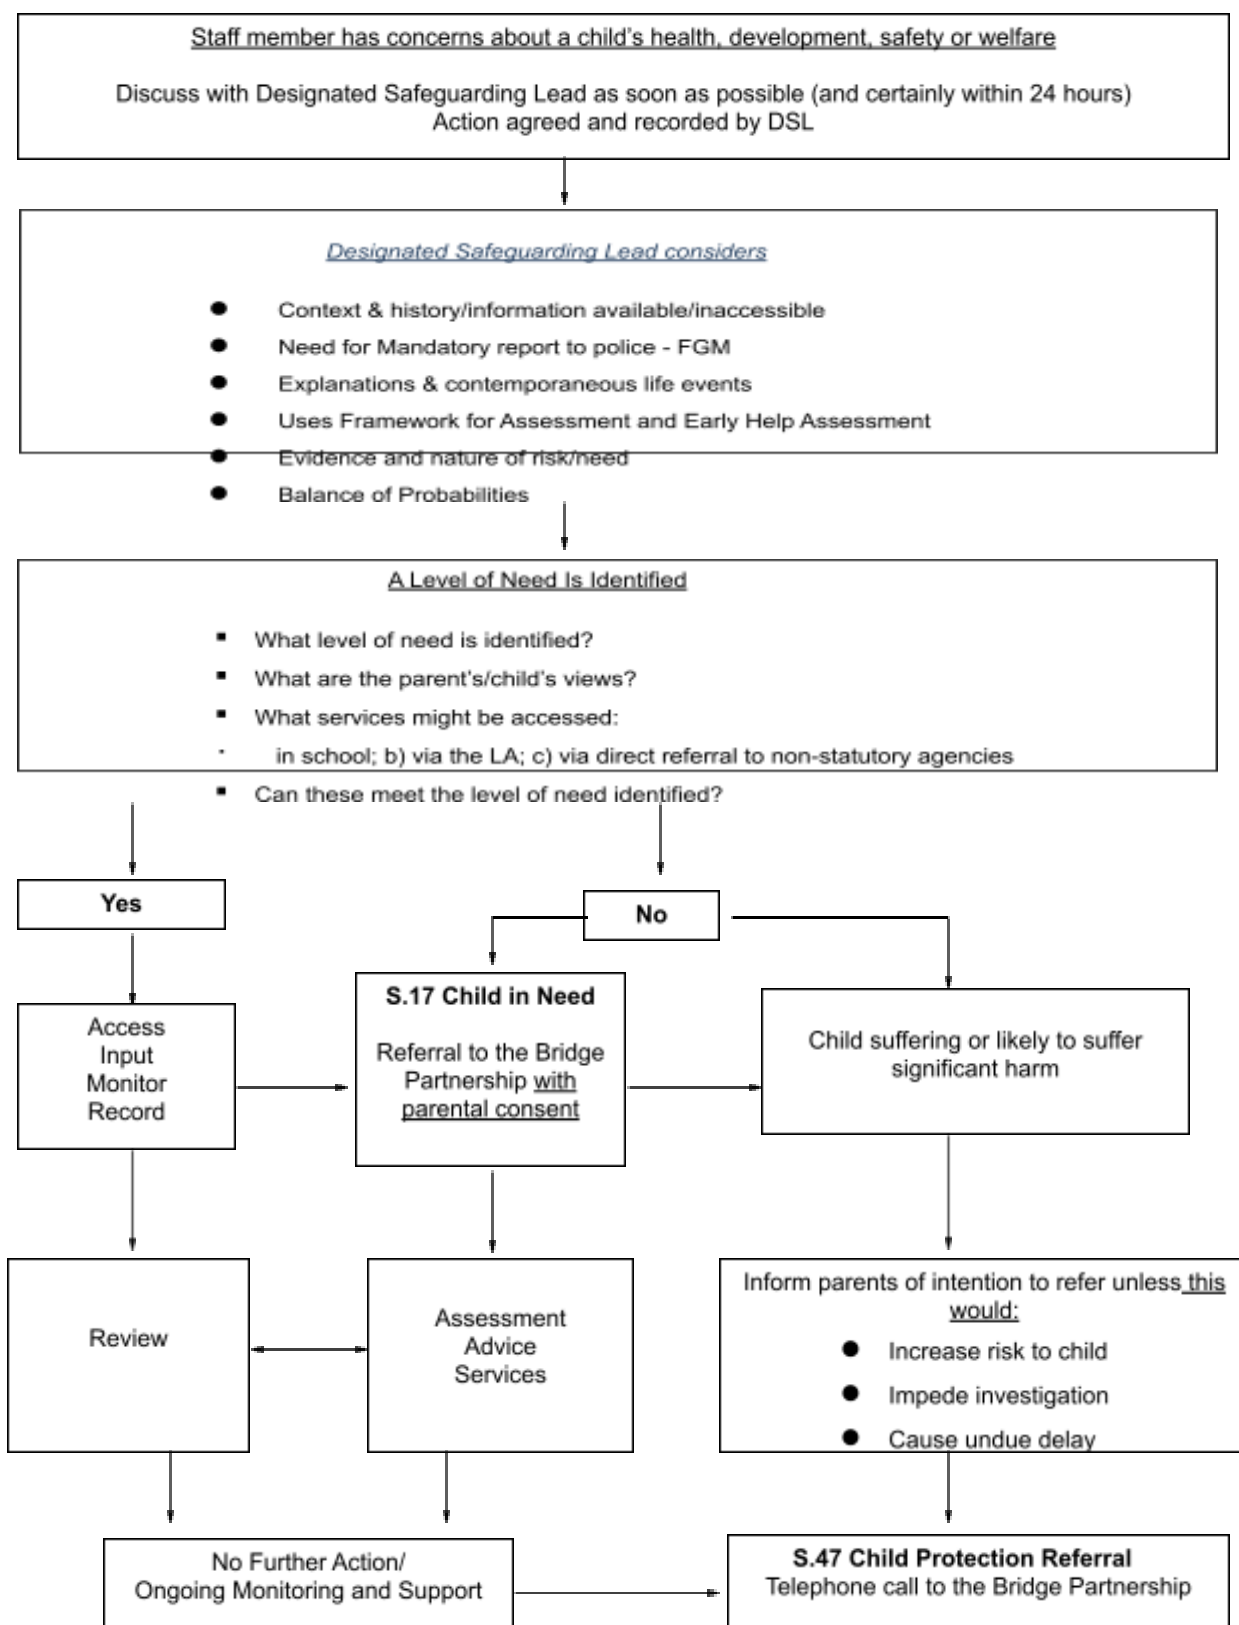 Staff member has concerns about a child's health, development, safety or welfare
Discuss with Designated Safeguarding Lead as soon as possible (and certainly within 24 hours)
Action agreed and recorded by DSL
Designated Safeguarding Lead considers
● Context & history/information available/inaccessible
● Need for Mandatory report to police - FGM
● Explanations & contemporaneous life events
● Uses Framework for Assessment and Early Help Assessment
● Evidence and nature of risk/need
● Balance of Probabilities
A Level of Need Is Identified
▪ What level of need is identified?
▪ What are the parent's/child's views?
▪ What services might be accessed:
▪ in school; b) via the LA; c) via direct referral to non-statutory agencies
▪ Can these meet the level of need identified?
Yes
No
Access
Input
Monitor
Record
S.17 Child in Need
Referral to the Bridge
Partnership with
parental consent
Child suffering or likely to suffer
significant harm
Review
Assessment
Advice
Services
Inform parents of intention to refer unless this
would:
● Increase risk to child
● Impede investigation
● Cause undue delay
No Further Action/
Ongoing Monitoring and Support
S.47 Child Protection Referral
Telephone call to the Bridge Partnership